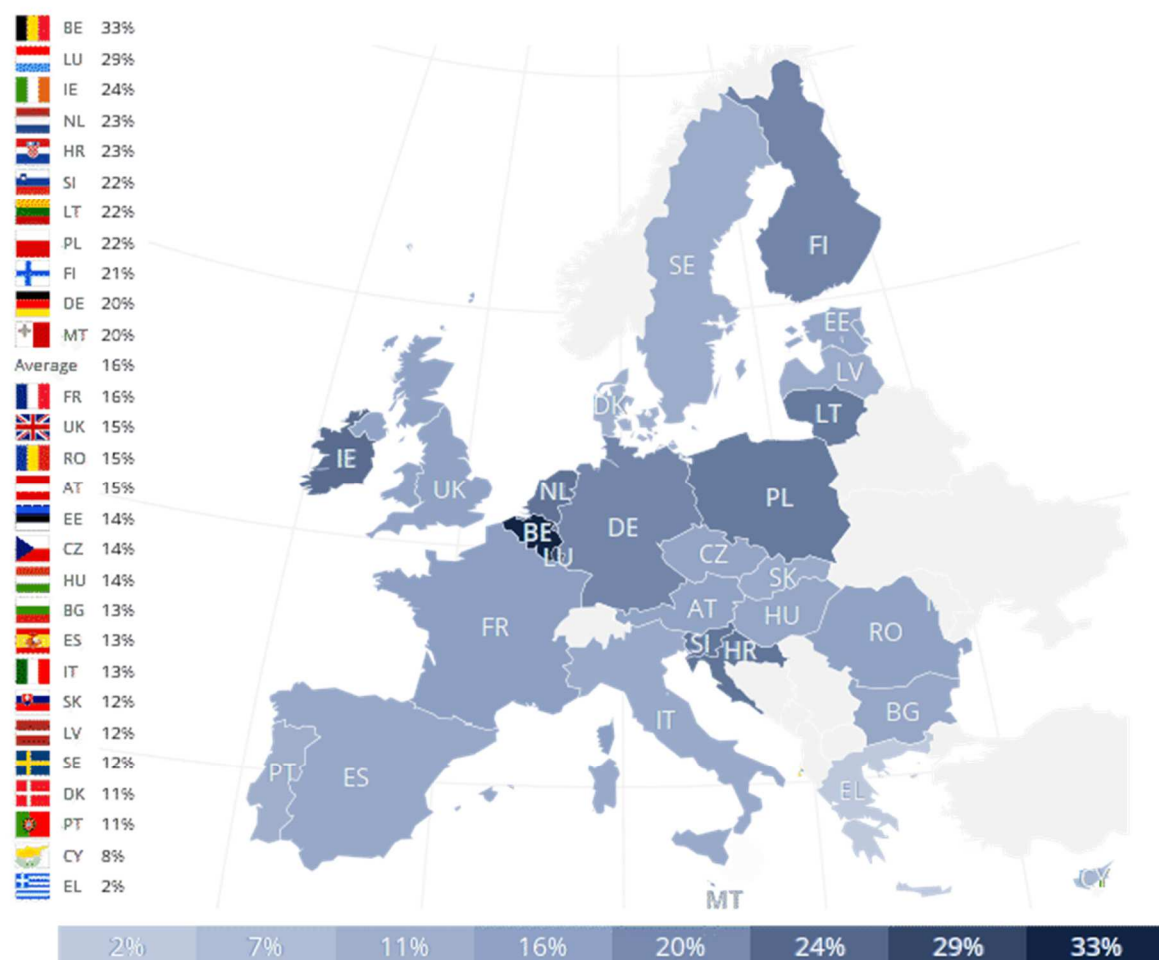 BE 33%
LU 29%
IE 24%
NL 23%
HR 23%
SI 22%
LT 22%
PL 22%
FI 21%
DE 20%
MT 20%
Average 16%
FR 16%
UK 15%
RO 15%
AT 15%
EE 14%
CZ 14%
HU 14%
BG 13%
ES 13%
IT 13%
SK 12%
LV 12%
SE 12%
DK 11%
PT 11%
CY 8%
EL 2%
FI
SE
EE
LV
DK
LT
IE
UK
NL
PL
BE
DE
LU
CZ
SK
AT
HU
FR
RO
SI
HR
BG
IT
PT
ES
EL
CY
MT
2% 7% 11% 16% 20% 24% 29% 33%